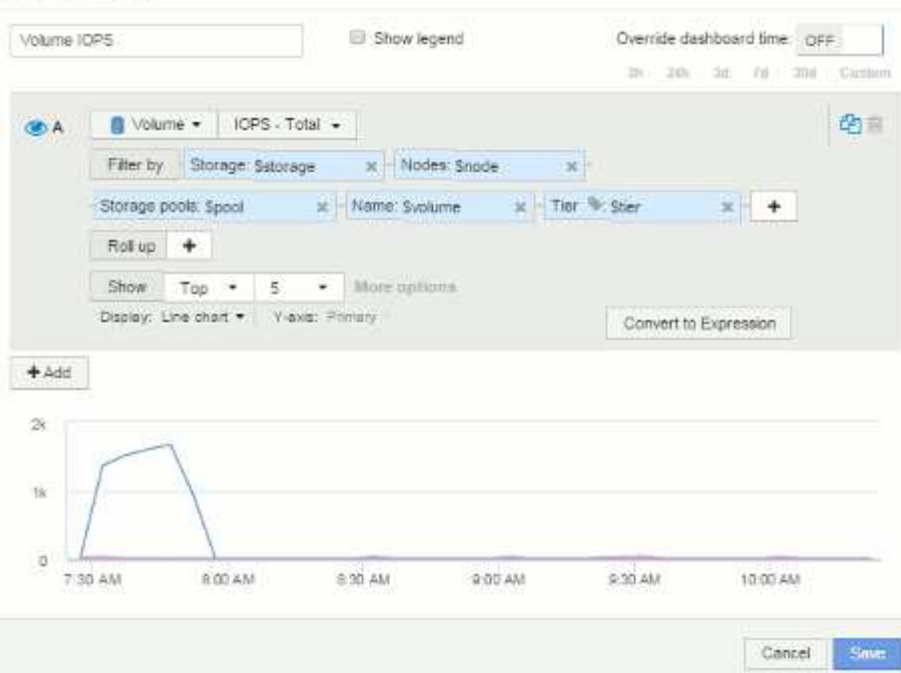 Volume IOPS Show legend Override dashboard time: OFF
3h 24h 3d 7d 30d Custom
A Volume IOPS - Total
Filter by Storage: $storage × Nodes: $node ×
Storage pools: $pool × Name: $volume × Tier $tier × +
Roll up +
Show Top 5 More options
Display: Line chart Y-axis: Primary Convert to Expression
+ Add
2k
1k
0
7:30 AM 8:00 AM 8:30 AM 9:00 AM 9:30 AM 10:00 AM
Cancel Save